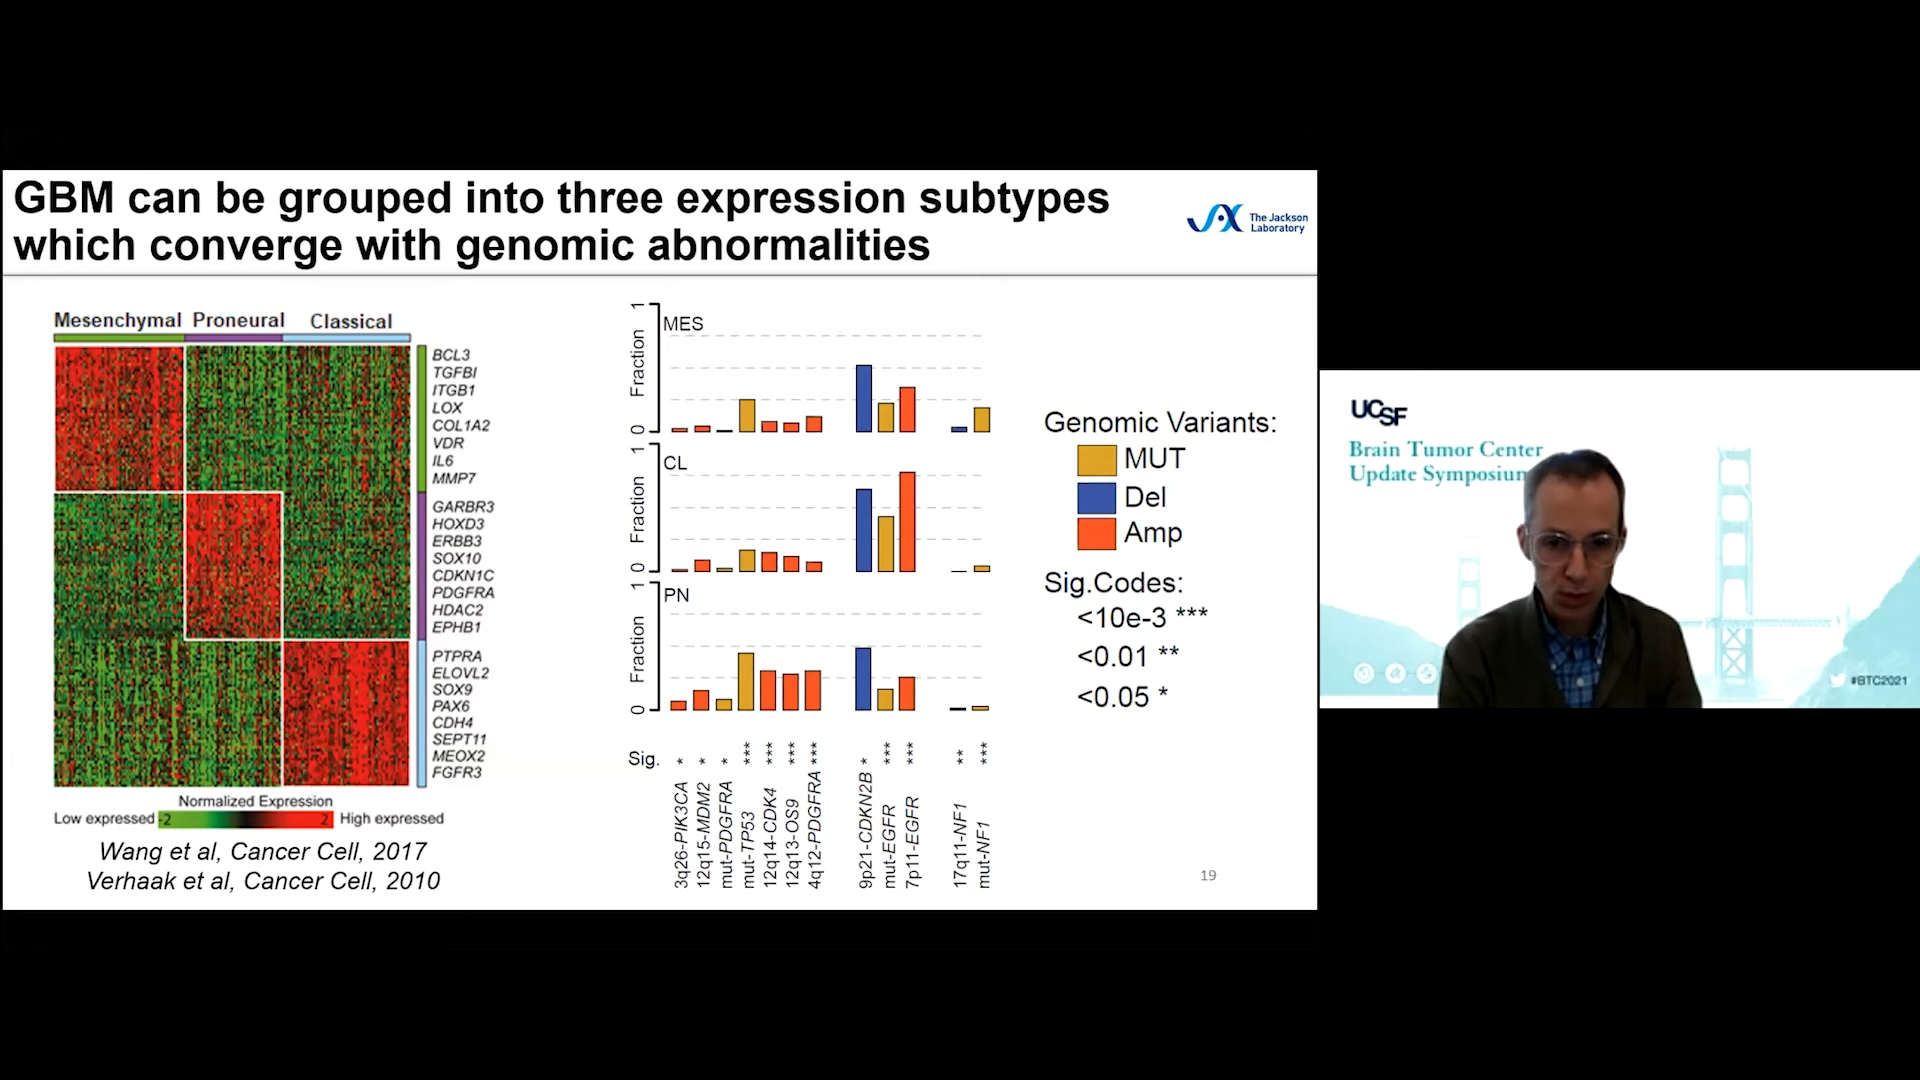 GBM can be grouped into three expression subtypes
which converge with genomic abnormalities
The Jackson
Laboratory
Mesenchymal Proneural Classical
BCL3
TGFBI
ITGB1
LOX
COL1A2
VDR
IL6
MMP7
GARBR3
HOXD3
ERBB3
SOX10
CDKN1C
PDGFRA
HDAC2
EPHB1
PTPRA
ELOVL2
SOX9
PAX6
CDH4
SEPT11
MEOX2
FGFR3
Normalized Expression
Low expressed -2 2 High expressed
Wang et al, Cancer Cell, 2017
Verhaak et al, Cancer Cell, 2010
MES
Fraction
0 1
CL
Fraction
0 1
PN
Fraction
0 1
Sig. * * * *** *** *** *** * *** *** ** ***
3q26-PIK3CA
12q15-MDM2
mut-PDGFRA
mut-TP53
12q14-CDK4
12q13-OS9
4q12-PDGFRA
9p21-CDKN2B
mut-EGFR
7p11-EGFR
17q11-NF1
mut-NF1
Genomic Variants:
MUT
Del
Amp
Sig.Codes:
<10e-3 ***
<0.01 **
<0.05 *
19
UCSF
Brain Tumor Center
Update Symposium
#BTC2021